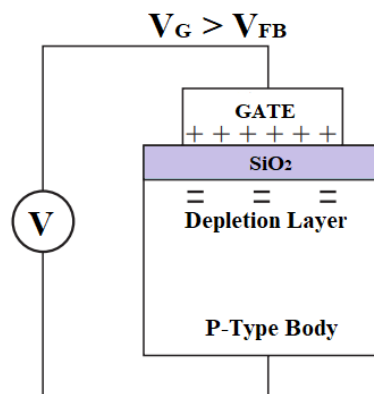 V_G > V_FB
GATE
+ + + + + +
SiO₂
= = =
Depletion Layer
V
P-Type Body